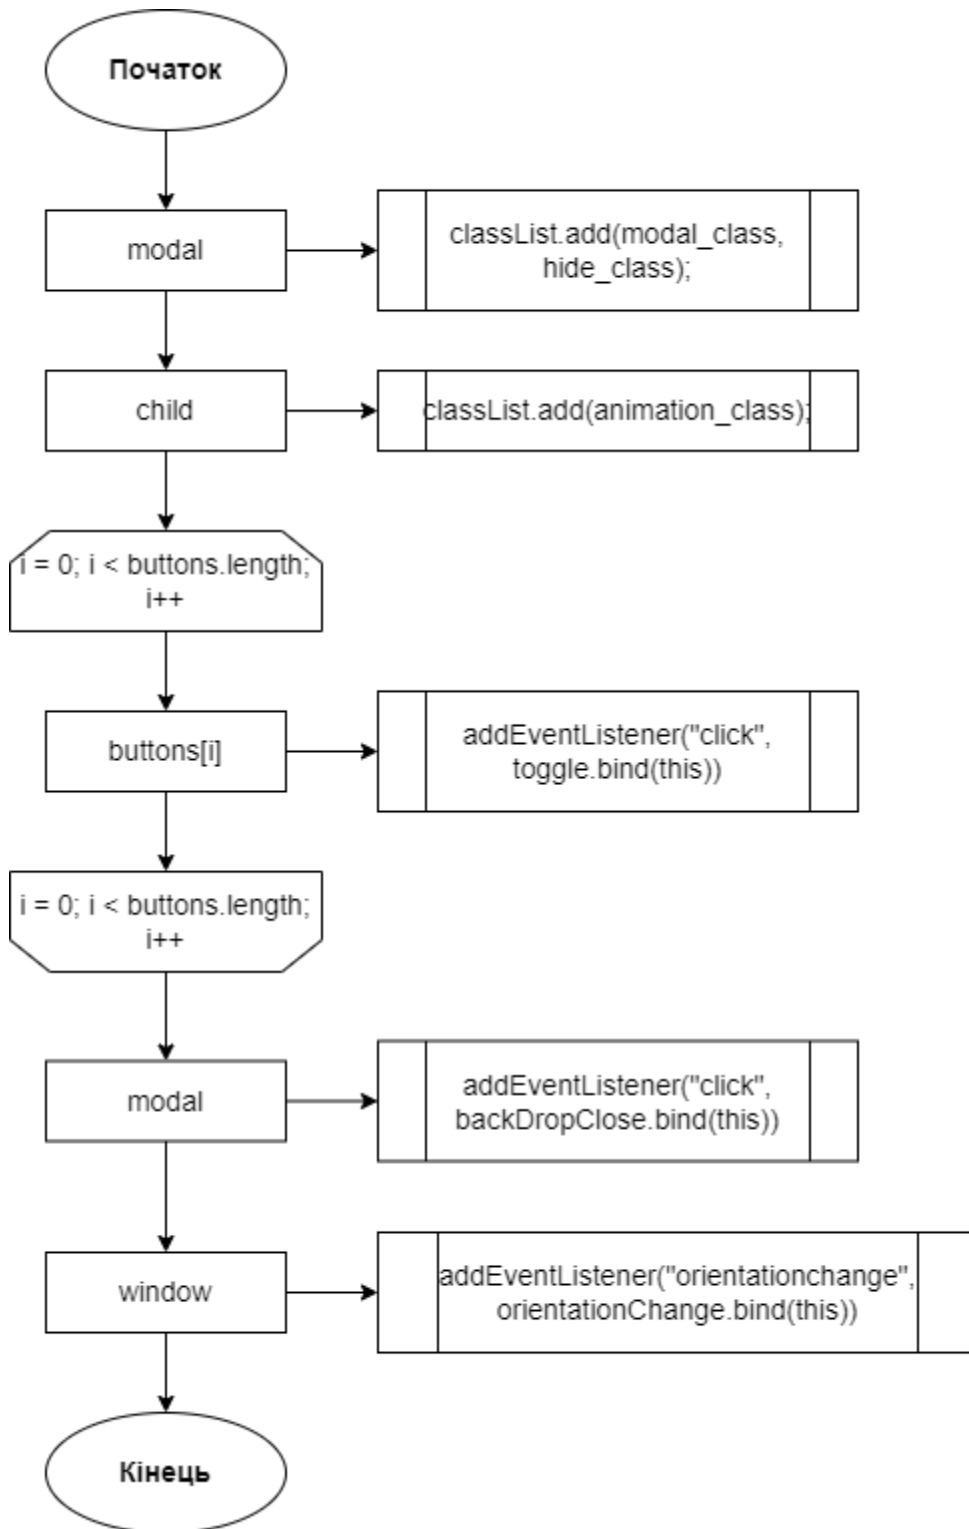 Початок
modal
classList.add(modal_class,
hide_class);
child
classList.add(animation_class);
i = 0; i < buttons.length;
i++
buttons[i]
addEventListener("click",
toggle.bind(this))
i = 0; i < buttons.length;
i++
modal
addEventListener("click",
backDropClose.bind(this))
window
addEventListener("orientationchange",
orientationChange.bind(this))
Кінець